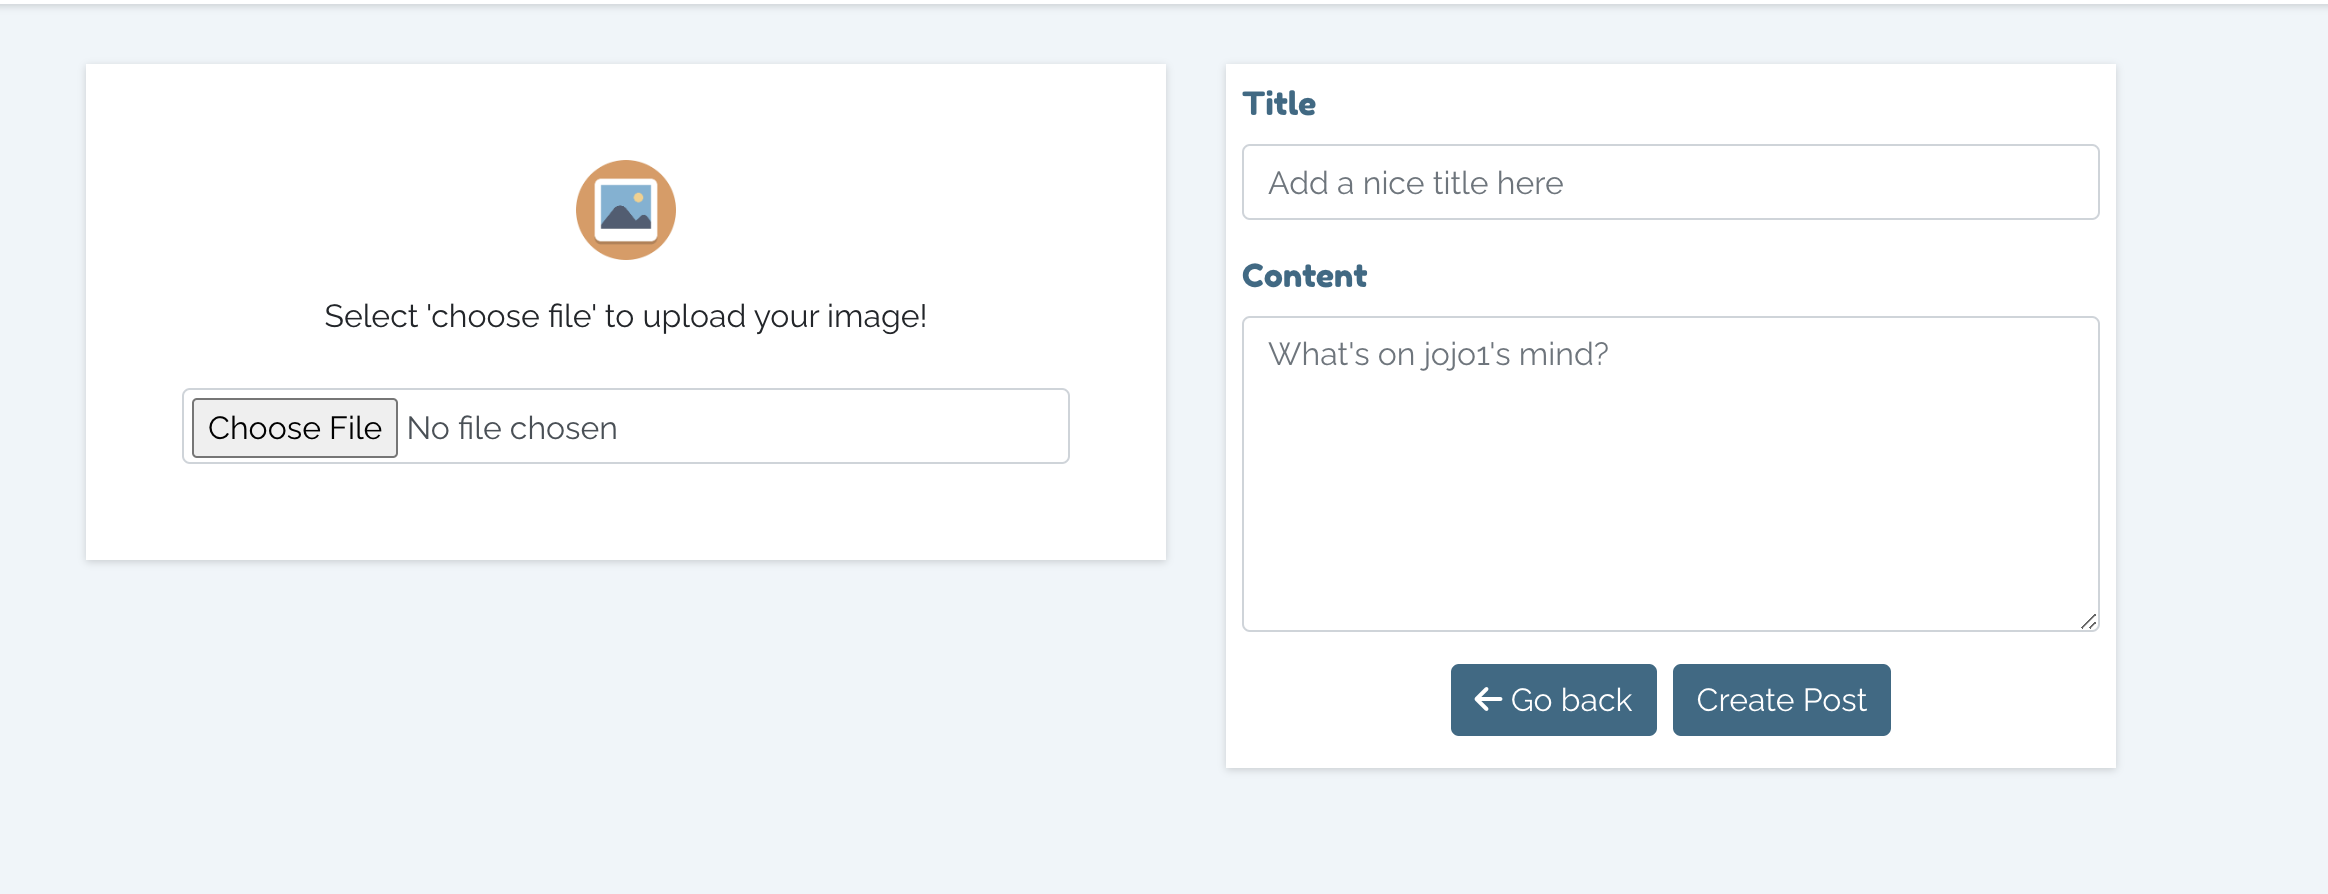 Select 'choose file' to upload your image!
Choose File No file chosen
Title
Add a nice title here
Content
What's on jojo1's mind?
Go back
Create Post